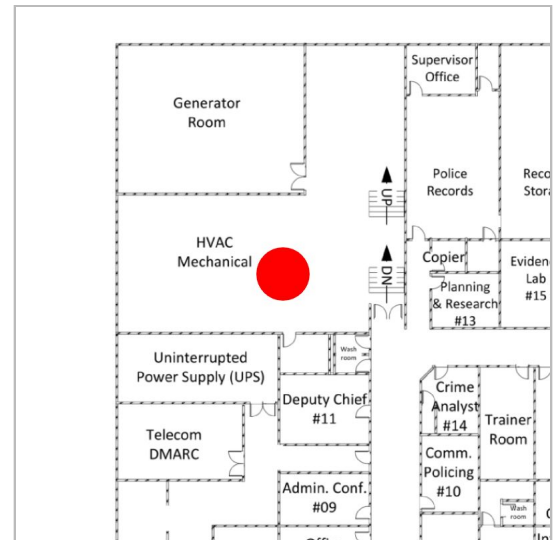 Supervisor
Office
Generator
Room
Police
Records
UP
HVAC
Mechanical
DN
Copier
Lab
#15
Planning
& Research
#13
Wash
room
Uninterrupted
Power Supply (UPS)
Deputy Chief
#11
Crime
Analyst
#14
Trainer
Room
Telecom
DMARC
Comm.
Policing
#10
Admin. Conf.
#09
Wash
room